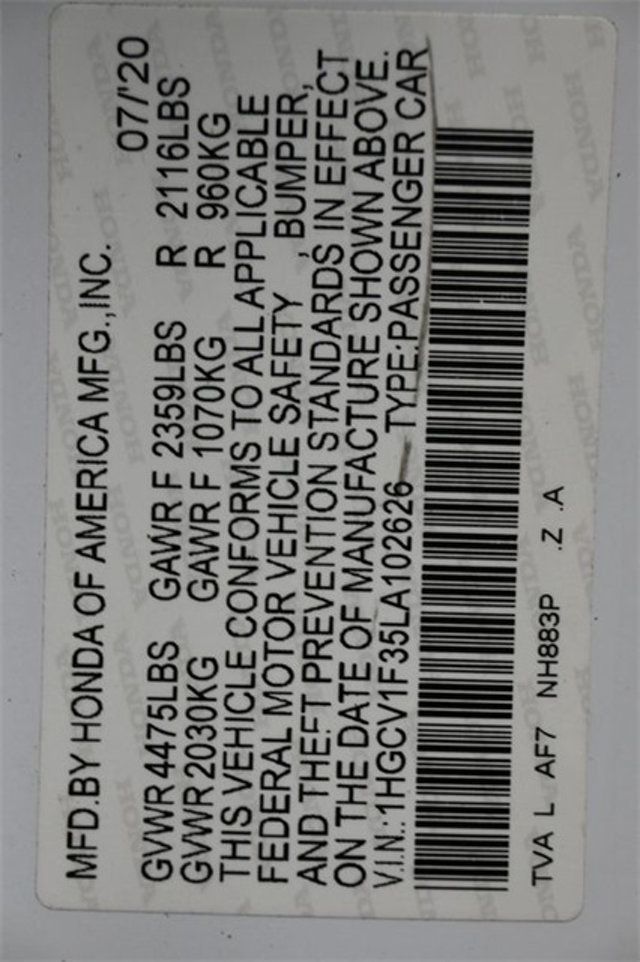 MFD.BY HONDA OF AMERICA MFG.,INC.
07/'20
GVWR 4475LBS GAWR F 2359LBS R 2116LBS
GVWR 2030KG GAWR F 1070KG R 960KG
THIS VEHICLE CONFORMS TO ALL APPLICABLE
FEDERAL MOTOR VEHICLE SAFETY , BUMPER,
AND THEFT PREVENTION STANDARDS IN EFFECT
ON THE DATE OF MANUFACTURE SHOWN ABOVE.
V.I.N.:1HGCV1F35LA102626 TYPE:PASSENGER CAR
TVA L AF7 NH883P .Z .A